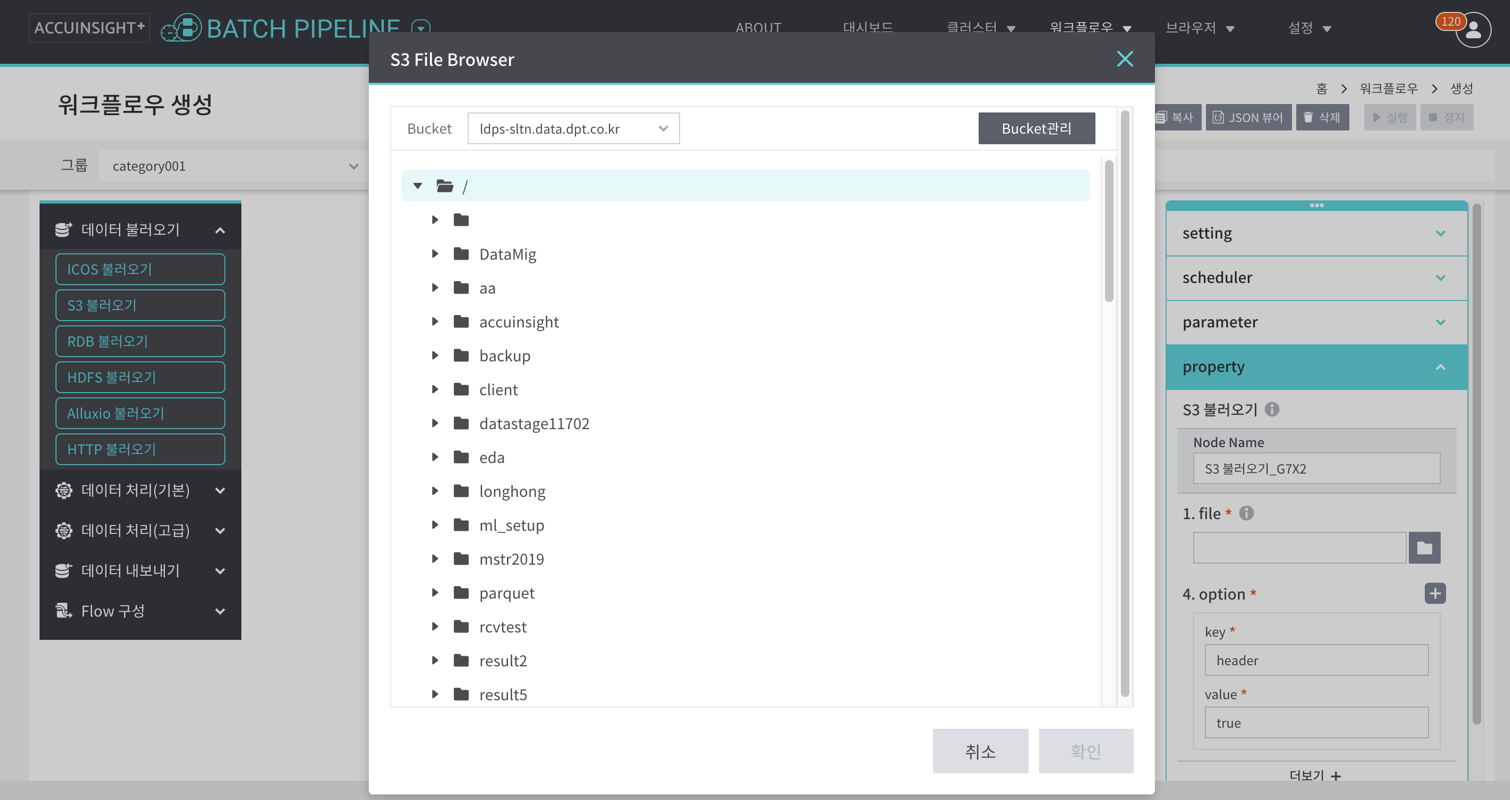 ACCUINSIGHT+
BATCH PIPELINE
ABOUT
대시보드
클러스터
워크플로우
브라우저
설정
120
워크플로우 생성
홈 > 워크플로우 > 생성
복사
JSON 뷰어
삭제
실행
정지
그룹
category001
데이터 불러오기
ICOS 불러오기
S3 불러오기
RDB 불러오기
HDFS 불러오기
Alluxio 불러오기
HTTP 불러오기
데이터 처리(기본)
데이터 처리(고급)
데이터 내보내기
Flow 구성
S3 File Browser
Bucket
ldps-sltn.data.dpt.co.kr
Bucket관리
/
DataMig
aa
accuinsight
backup
client
datastage11702
eda
longhong
ml_setup
mstr2019
parquet
rcvtest
result2
result5
취소
확인
setting
scheduler
parameter
property
S3 불러오기
Node Name
S3 불러오기_G7X2
1. file *
4. option *
key *
header
value *
true
더보기 +